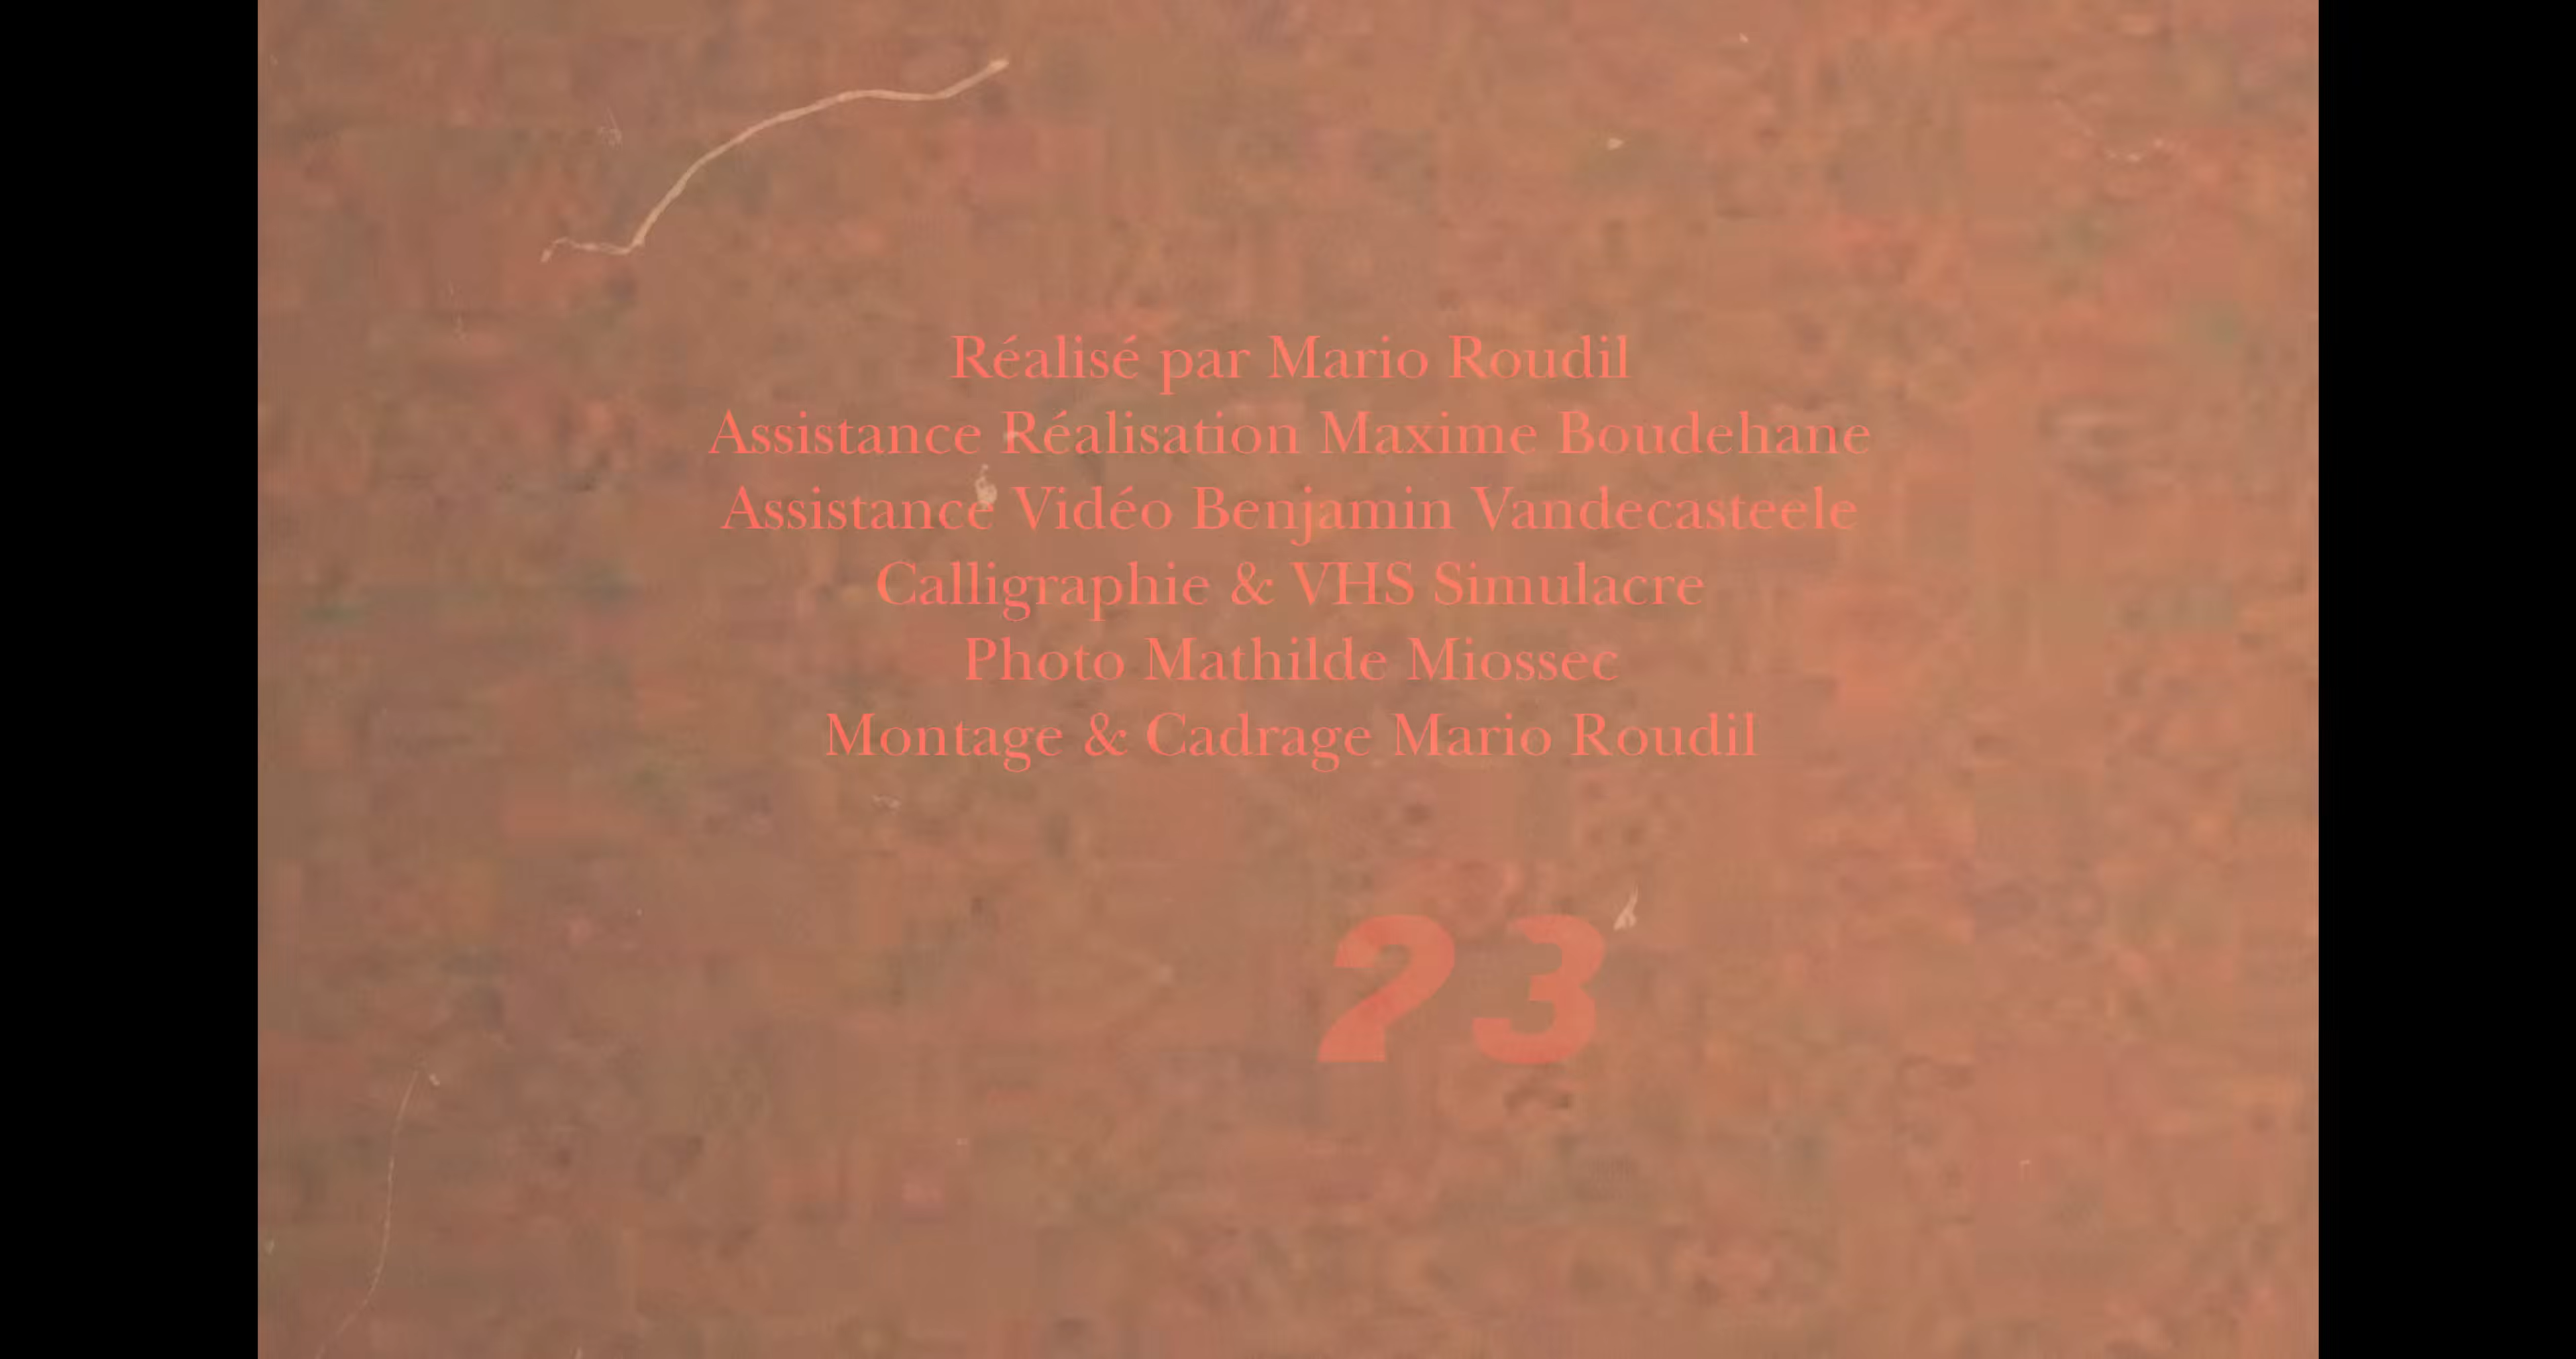 Réalisé par Mario Roudil
Assistance Réalisation Maxime Boudehane
Assistance Vidéo Benjamin Vandecasteele
Calligraphie & VHS Simulacre
Photo Mathilde Miossec
Montage & Cadrage Mario Roudil
23